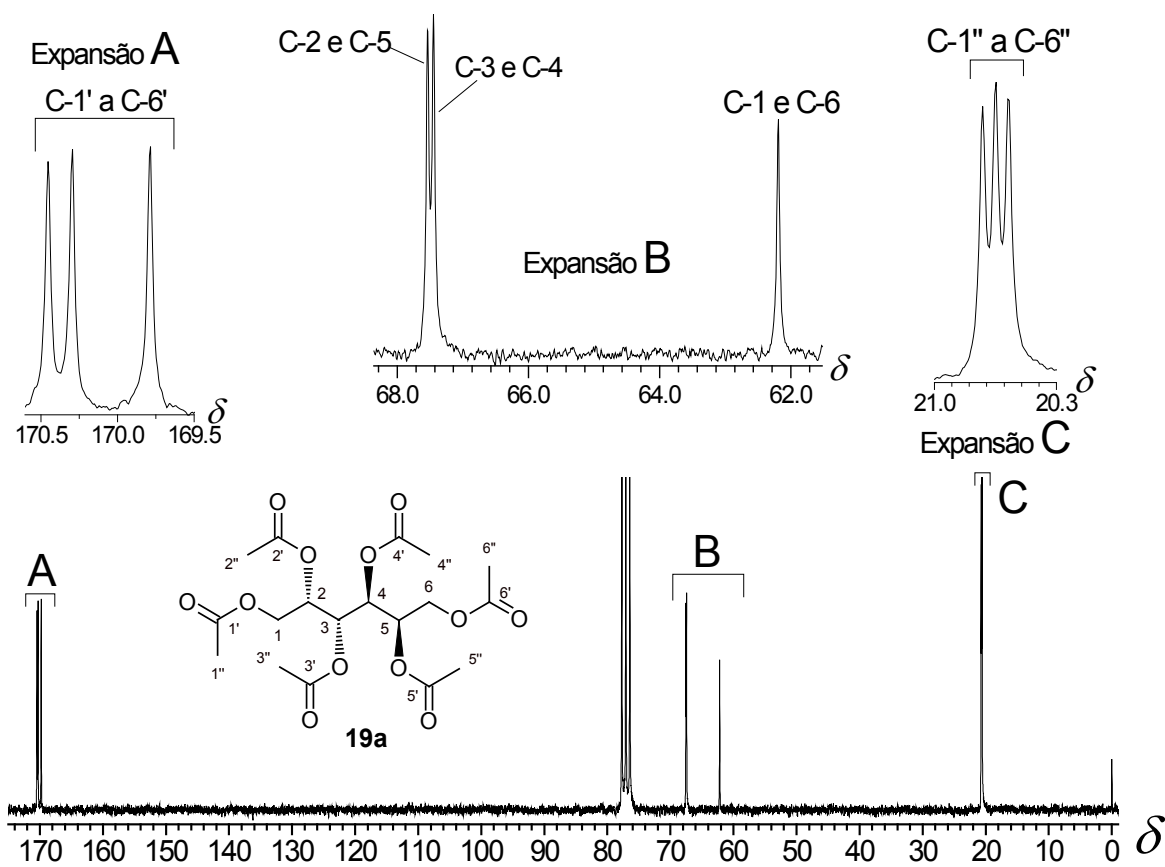 Expansão A
C-1' a C-6'
170.5 170.0 169.5 δ
C-2 e C-5
C-3 e C-4
C-1 e C-6
Expansão B
68.0 66.0 64.0 62.0 δ
C-1" a C-6"
21.0 20.3 δ
Expansão C
A
B
C
O O
2" 2' O O 4' 4" 6"
O 2 4 6 6' O
O 1' 1 3 5 O
1" 3" 3' O O 5"
O 5' O
19a
170 160 150 140 130 120 110 100 90 80 70 60 50 40 30 20 10 0 δ